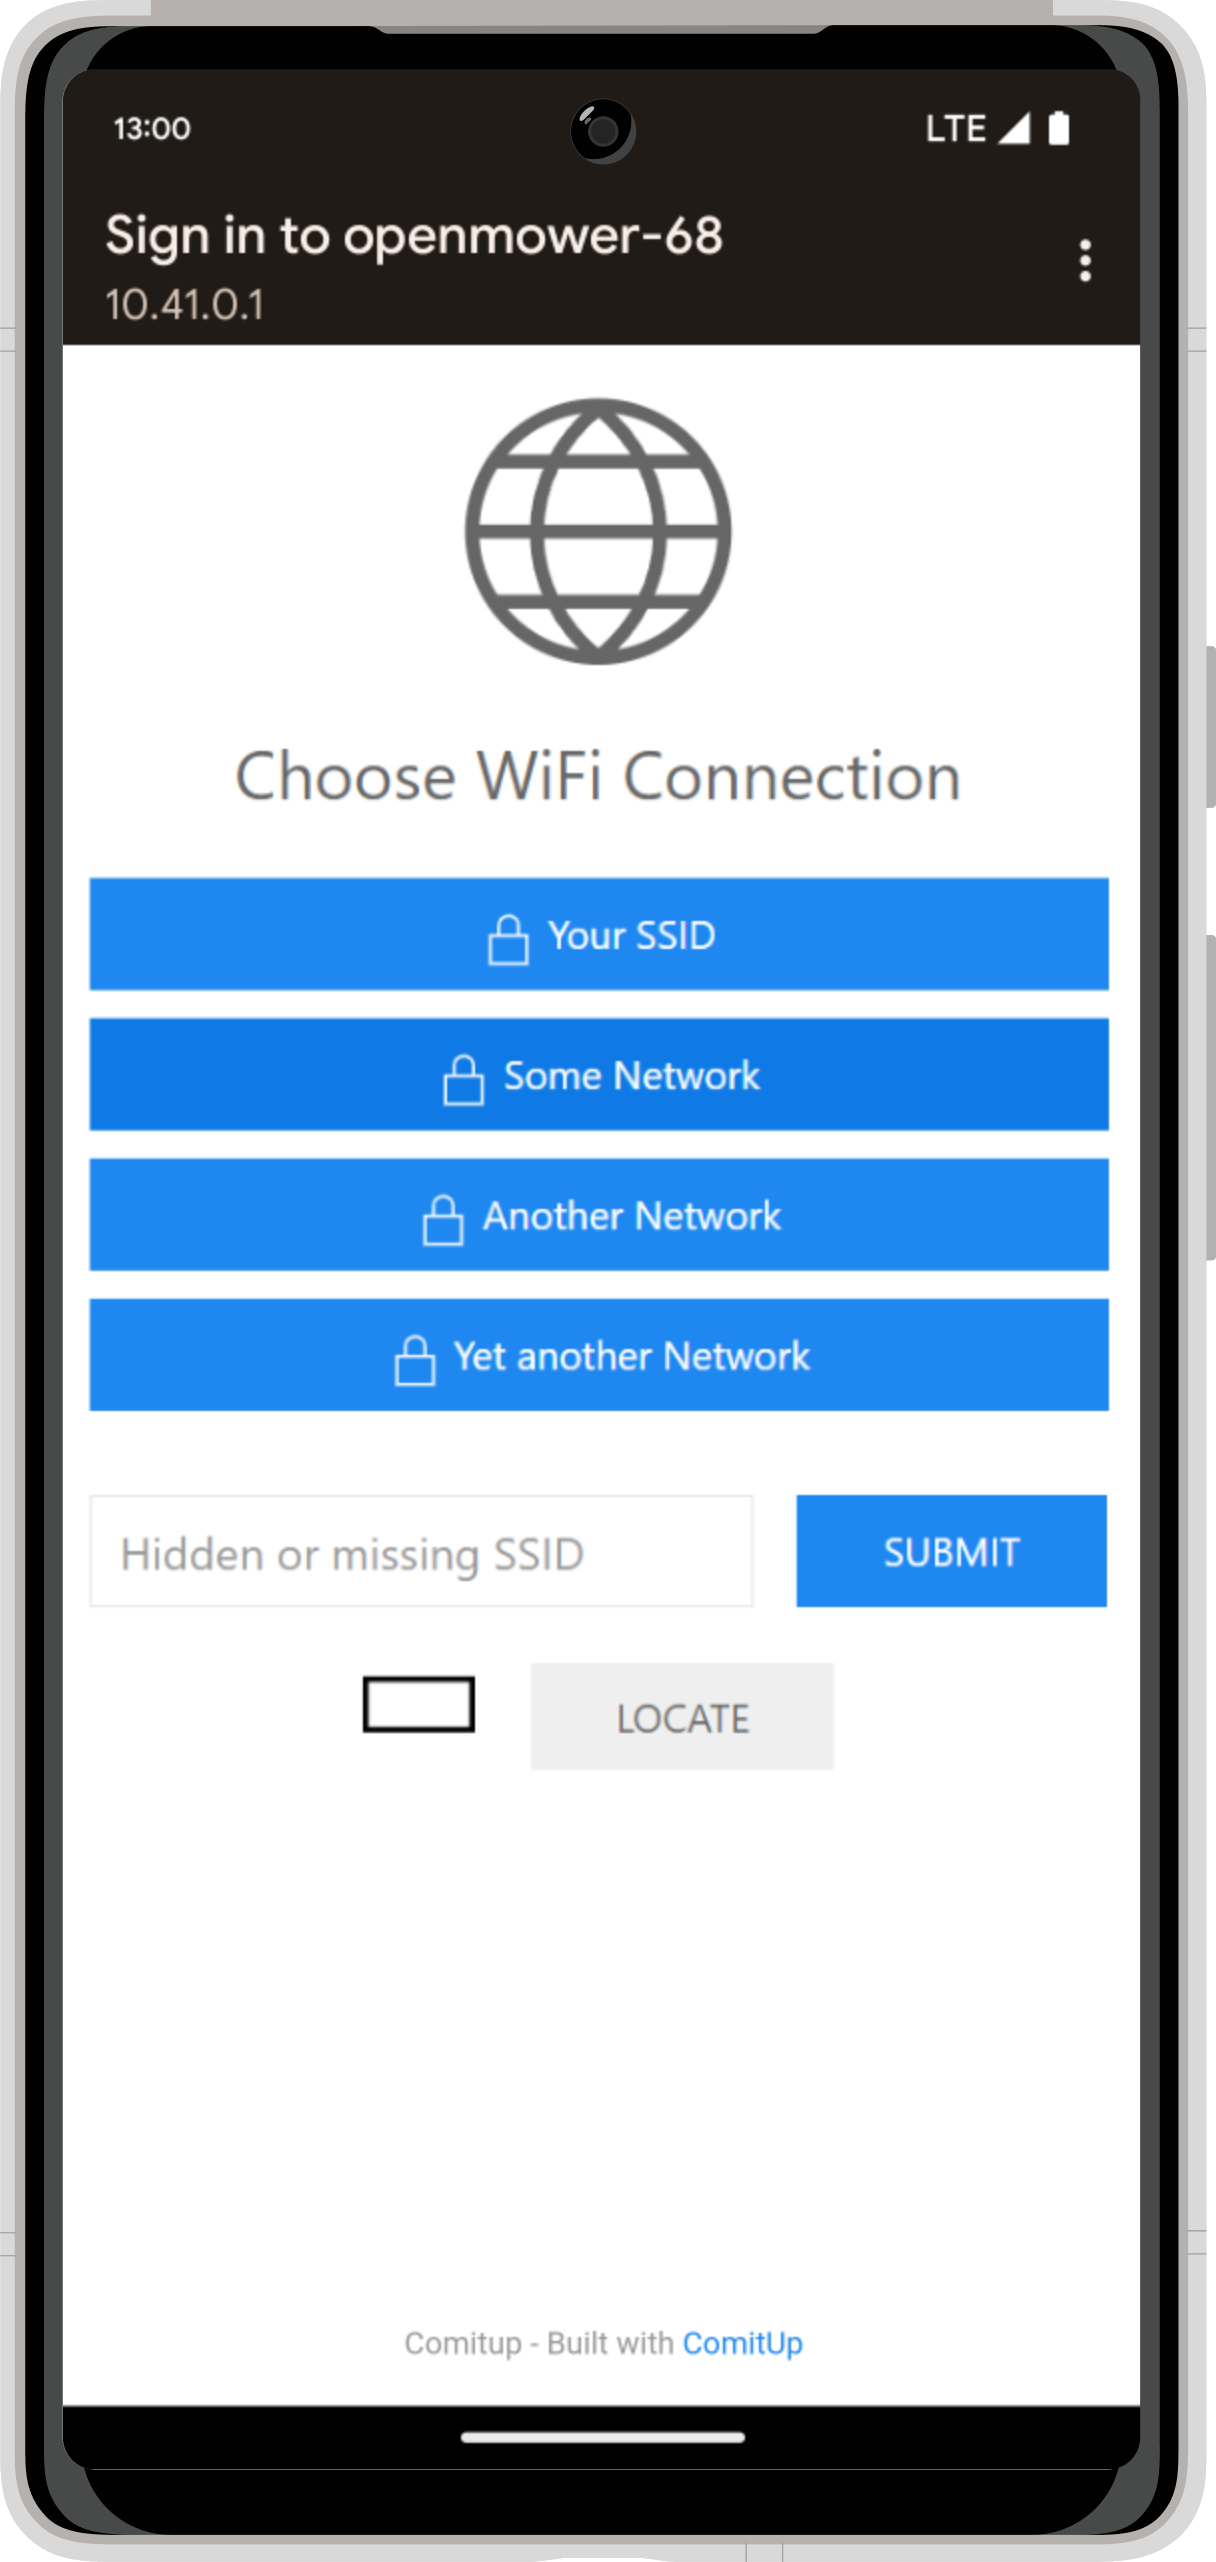 13:00
LTE
Sign in to openmower-68
10.41.0.1
Choose WiFi Connection
Your SSID
Some Network
Another Network
Yet another Network
Hidden or missing SSID
SUBMIT
LOCATE
Comitup - Built with ComitUp